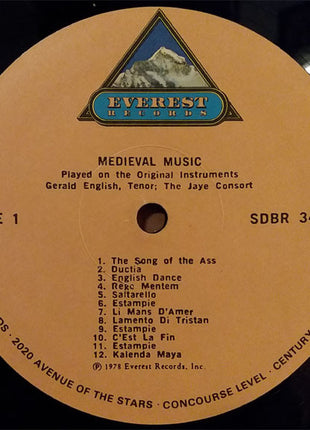 EVEREST
RECORDS
MEDIEVAL MUSIC
Played on the Original Instruments
Gerald English, Tenor; The Jaye Consort
E 1
SDBR 34
1. The Song of the Ass
2. Ductia
3. English Dance
4. Rege Mentem
5. Saltarello
6. Estampie
7. Li Mans D'Amer
8. Lamento Di Tristan
9. Estampie
10. C'Est La Fin
11. Estampie
12. Kalenda Maya
Ⓟ 1978 Everest Records, Inc.
DS • 2020 AVENUE OF THE STARS • CONCOURSE LEVEL • CENTURY